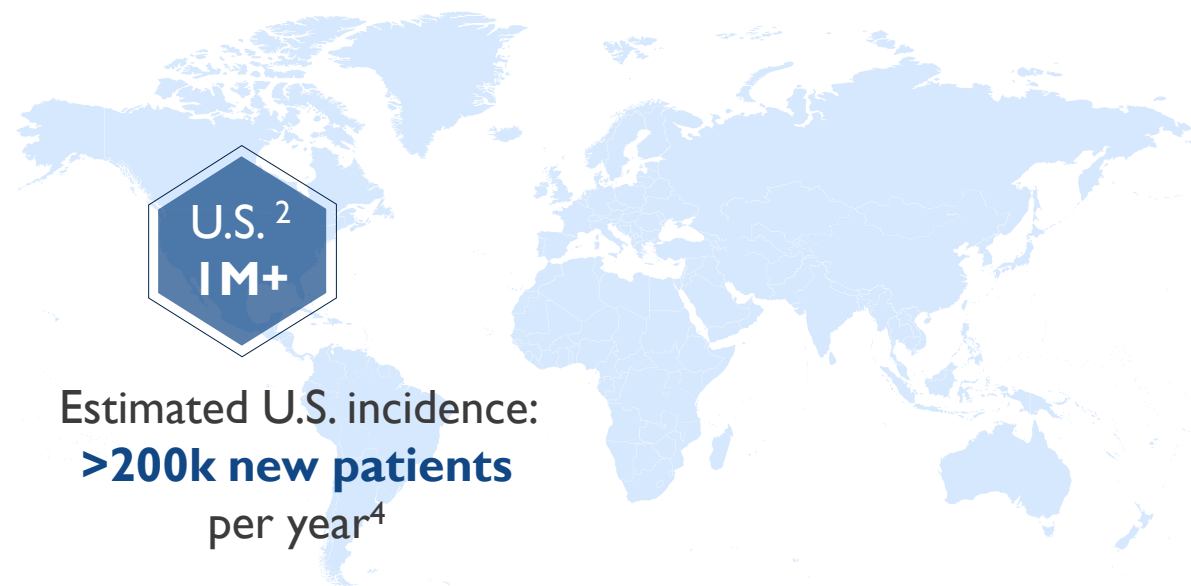 U.S. 2
1M+
Estimated U.S. incidence:
>200k new patients
per year4